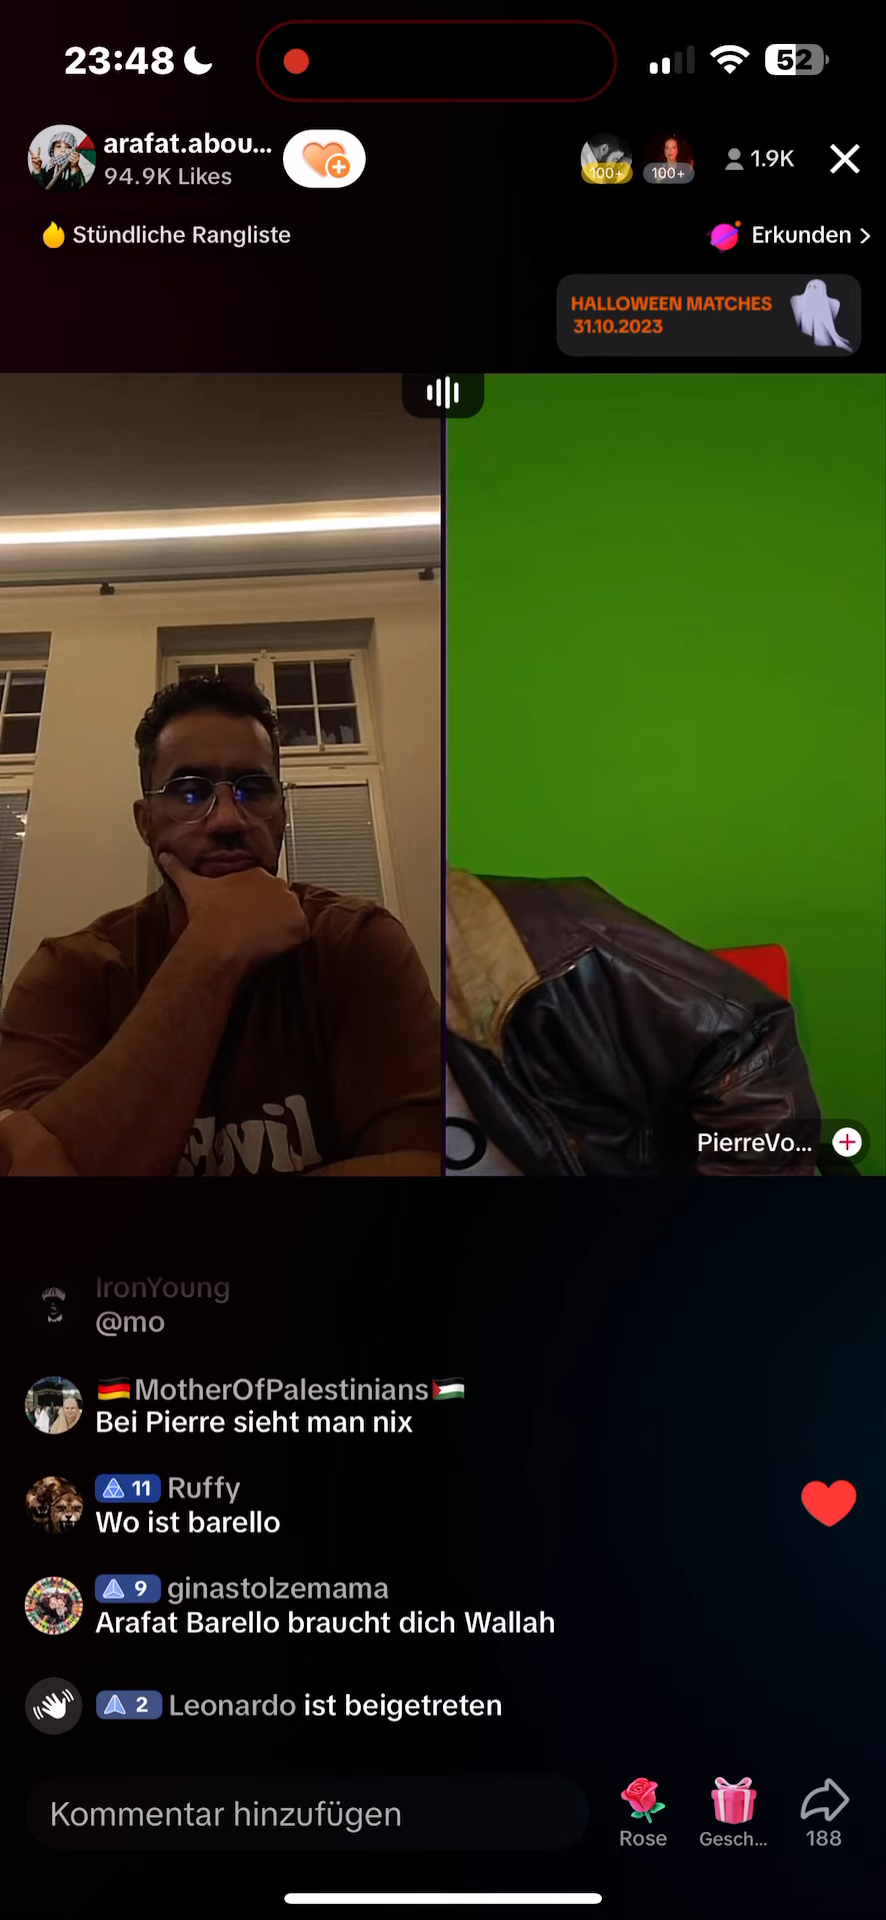 23:48
52
arafat.abou...
94.9K Likes
100+
100+
1.9K
Stündliche Rangliste
Erkunden >
HALLOWEEN MATCHES
31.10.2023
PierreVo...
IronYoung
@mo
🇩🇪MotherOfPalestinians🇵🇸
Bei Pierre sieht man nix
11 Ruffy
Wo ist barello
9 ginastolzemama
Arafat Barello braucht dich Wallah
2 Leonardo ist beigetreten
Kommentar hinzufügen
Rose
Gesch...
188